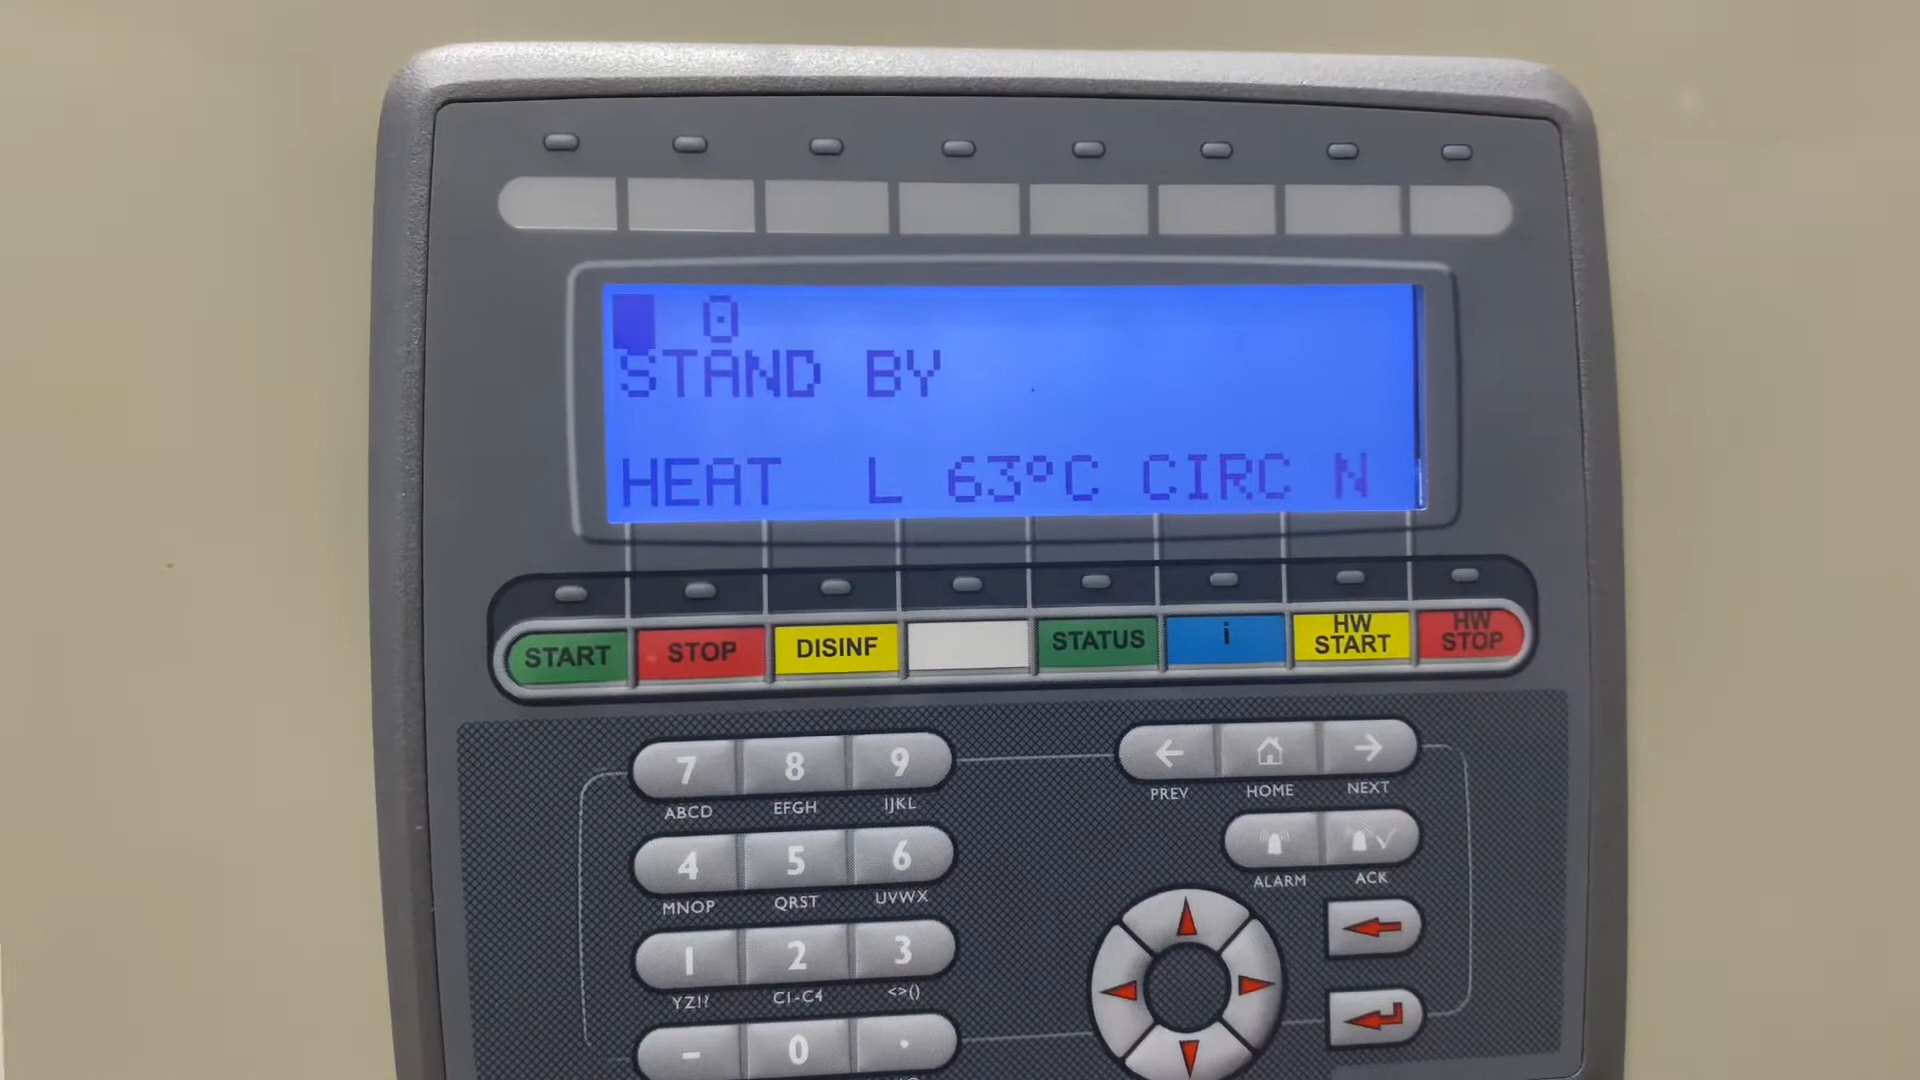 0
STAND BY
HEAT L 63°C CIRC N
START STOP DISINF STATUS i HW START HW STOP
7 8 9
ABCD EFGH IJKL
PREV HOME NEXT
4 5 6
MNOP QRST UVWX
ALARM ACK
1 2 3
YZ!? C1-C4 <>()
- 0 .